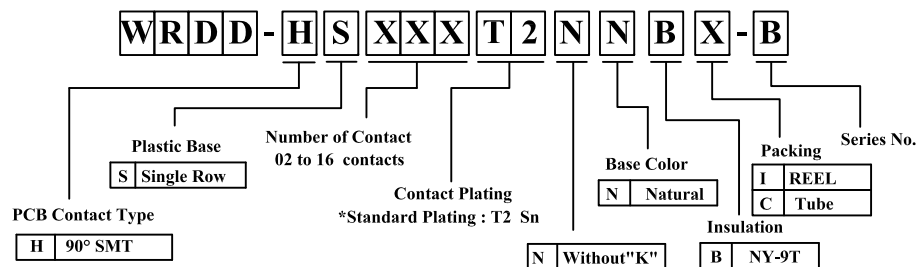 WRDD-HSXXXT2NNBX-B
Plastic Base
S Single Row
Number of Contact
02 to 16 contacts
Series No.
Packing
I REEL
C Tube
Base Color
N Natural
Contact Plating
*Standard Plating : T2 Sn
PCB Contact Type
H 90° SMT
Insulation
B NY-9T
N Without"K"